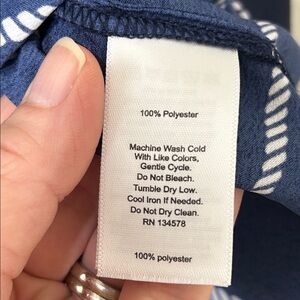 100% Polyester
Machine Wash Cold
With Like Colors,
Gentle Cycle.
Do Not Bleach.
Tumble Dry Low.
Cool Iron If Needed.
Do Not Dry Clean.
RN 134578
100% polyester